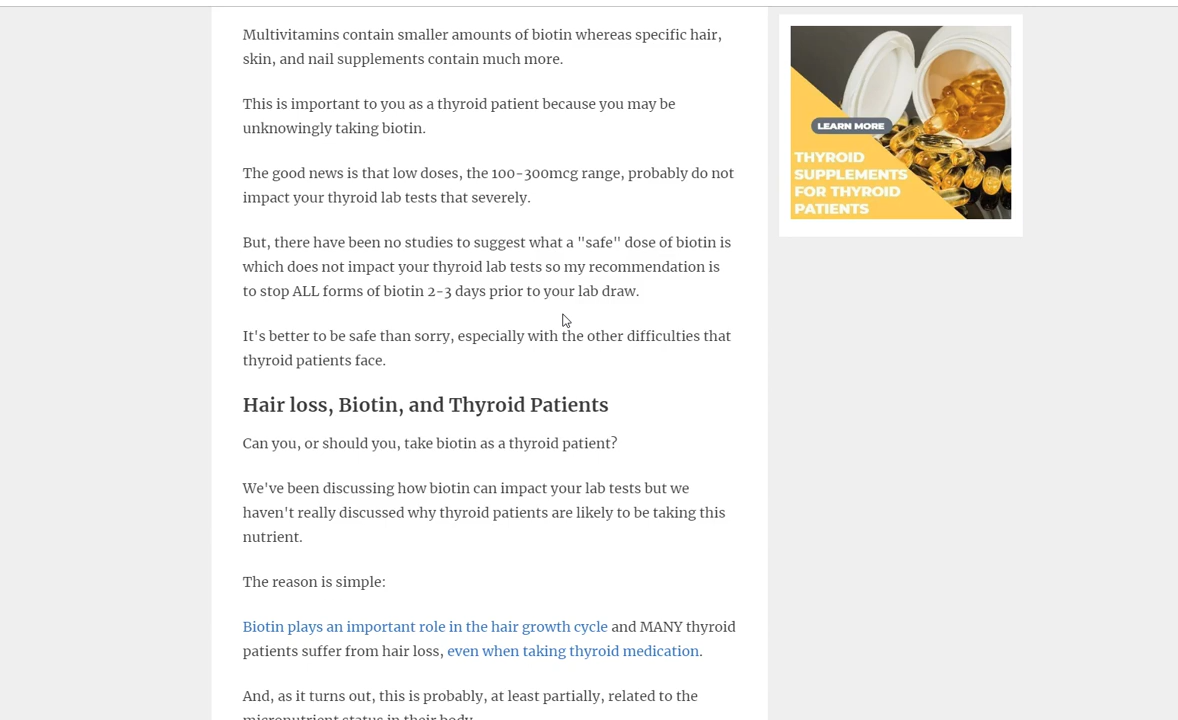 Multivitamins contain smaller amounts of biotin whereas specific hair,
skin, and nail supplements contain much more.
This is important to you as a thyroid patient because you may be
unknowingly taking biotin.
The good news is that low doses, the 100-300mcg range, probably do not
impact your thyroid lab tests that severely.
But, there have been no studies to suggest what a "safe" dose of biotin is
which does not impact your thyroid lab tests so my recommendation is
to stop ALL forms of biotin 2-3 days prior to your lab draw.
It's better to be safe than sorry, especially with the other difficulties that
thyroid patients face.
Hair loss, Biotin, and Thyroid Patients
Can you, or should you, take biotin as a thyroid patient?
We've been discussing how biotin can impact your lab tests but we
haven't really discussed why thyroid patients are likely to be taking this
nutrient.
The reason is simple:
Biotin plays an important role in the hair growth cycle and MANY thyroid
patients suffer from hair loss, even when taking thyroid medication.
And, as it turns out, this is probably, at least partially, related to the
micronutrient status in their body.
LEARN MORE
THYROID
SUPPLEMENTS
FOR THYROID
PATIENTS